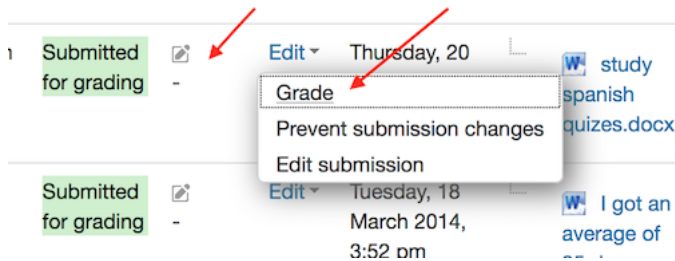 Submitted
for grading
-
Edit
Thursday, 20
study
spanish
quizes.docx
Grade
Prevent submission changes
Edit submission
Submitted
for grading
-
Edit
Tuesday, 18
March 2014,
3:52 pm
I got an
average of